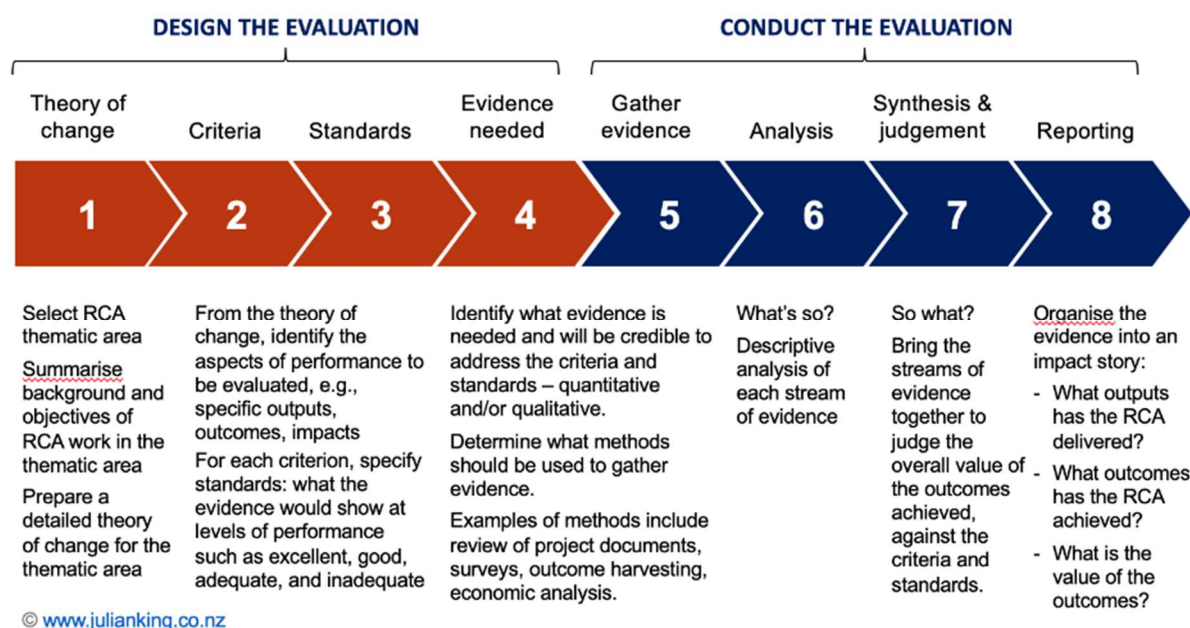 DESIGN THE EVALUATION
CONDUCT THE EVALUATION
Theory of
change
Criteria
Standards
Evidence
needed
Gather
evidence
Analysis
Synthesis &
judgement
Reporting
1
2
3
4
5
6
7
8
Select RCA
thematic area
Summarise
background and
objectives of
RCA work in the
thematic area
Prepare a
detailed theory
of change for the
thematic area
From the theory of
change, identify the
aspects of performance to
be evaluated, e.g.,
specific outputs,
outcomes, impacts
For each criterion, specify
standards: what the
evidence would show at
levels of performance
such as excellent, good,
adequate, and inadequate
Identify what evidence is
needed and will be credible to
address the criteria and
standards – quantitative
and/or qualitative.
Determine what methods
should be used to gather
evidence.
Examples of methods include
review of project documents,
surveys, outcome harvesting,
economic analysis.
What's so?
Descriptive
analysis of
each stream
of evidence
So what?
Bring the
streams of
evidence
together to
judge the
overall value of
the outcomes
achieved,
against the
criteria and
standards.
Organise the
evidence into an
impact story:
- What outputs
has the RCA
delivered?
- What outcomes
has the RCA
achieved?
- What is the
value of the
outcomes?
© www.julianking.co.nz